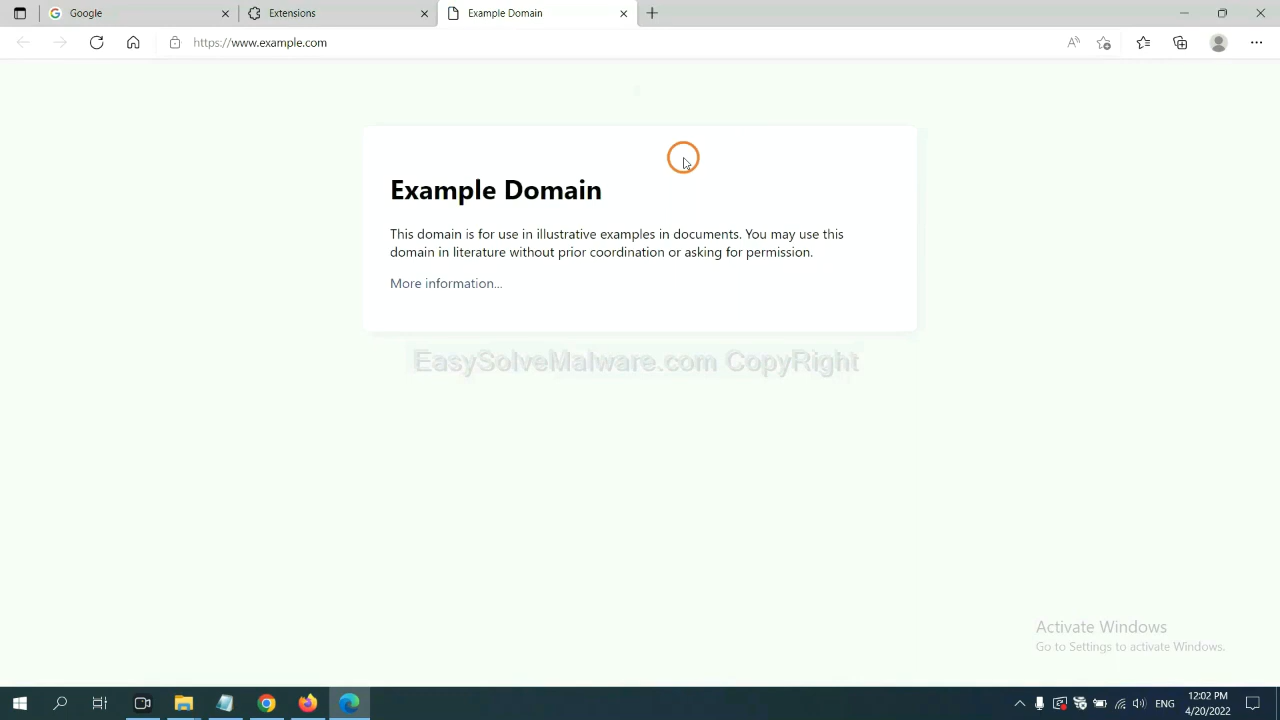 Google
Extensions
Example Domain
https://www.example.com
Example Domain
This domain is for use in illustrative examples in documents. You may use this
domain in literature without prior coordination or asking for permission.
More information...
EasySolveMalware.com CopyRight
Activate Windows
Go to Settings to activate Windows.
ENG
12:02 PM
4/20/2022